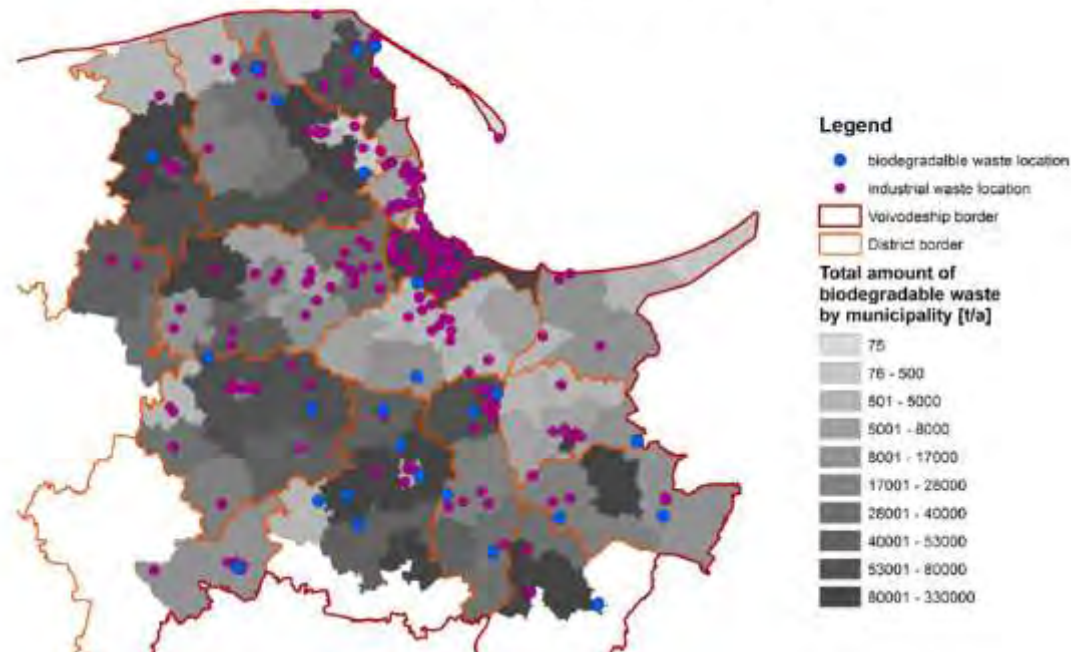 Legend
biodegradalble waste location
industrial waste location
Voivodeship border
District border
Total amount of
biodegradable waste
by municipality [t/a]
75
76 - 500
501 - 5000
5001 - 8000
8001 - 17000
17001 - 28000
28001 - 40000
40001 - 53000
53001 - 80000
80001 - 330000